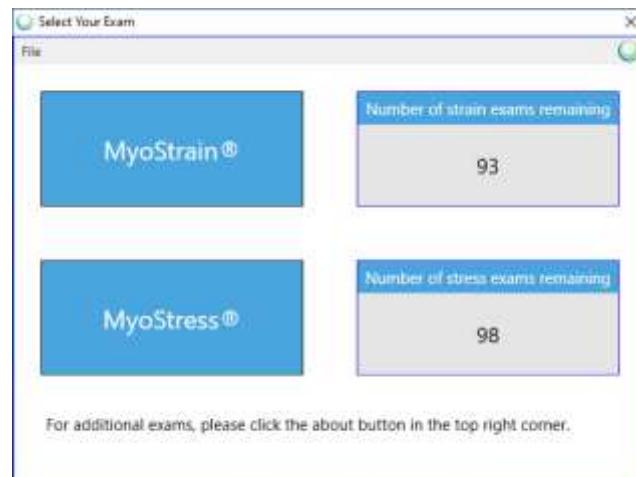 Select Your Exam
File
MyoStrain®
Number of strain exams remaining
93
MyoStress®
Number of stress exams remaining
98
For additional exams, please click the about button in the top right corner.